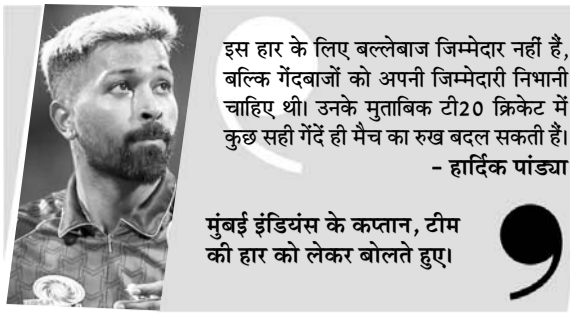 इस हार के लिए बल्लेबाज जिम्मेदार नहीं हैं,
बल्कि गेंदबाजों को अपनी जिम्मेदारी निभानी
चाहिए थी। उनके मुताबिक टी20 क्रिकेट में
कुछ सही गेंदें ही मैच का रुख बदल सकती हैं।
- हार्दिक पांड्या
मुंबई इंडियंस के कप्तान, टीम
की हार को लेकर बोलते हुए।